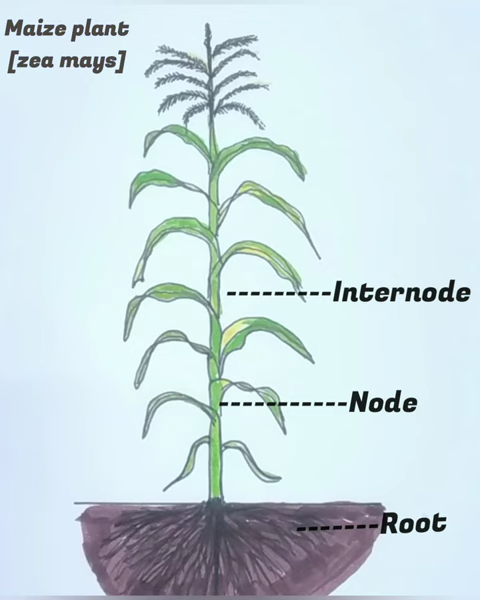 Maize plant
[zea mays]
---------Internode
-----------Node
-------Root